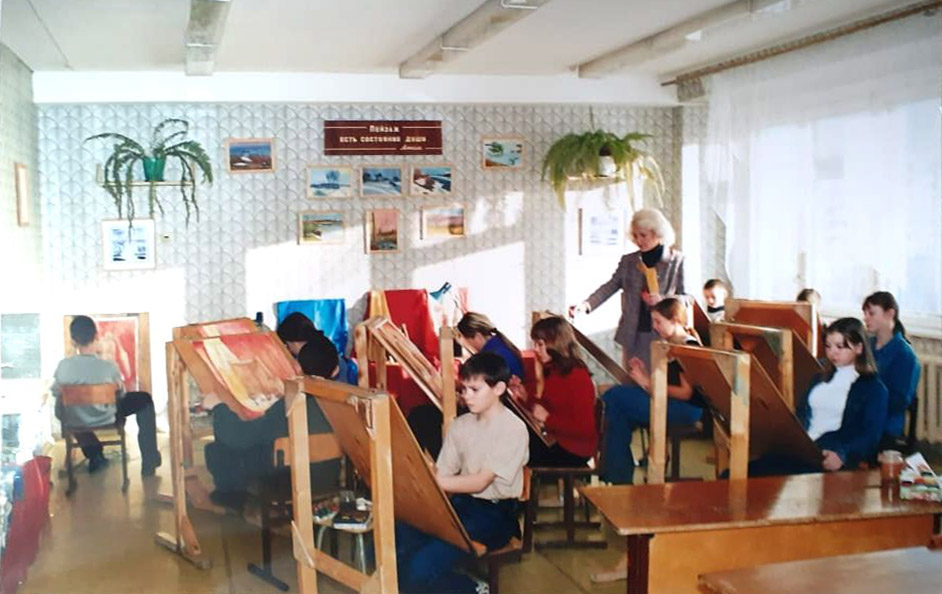 Пейзаж
есть состояние души